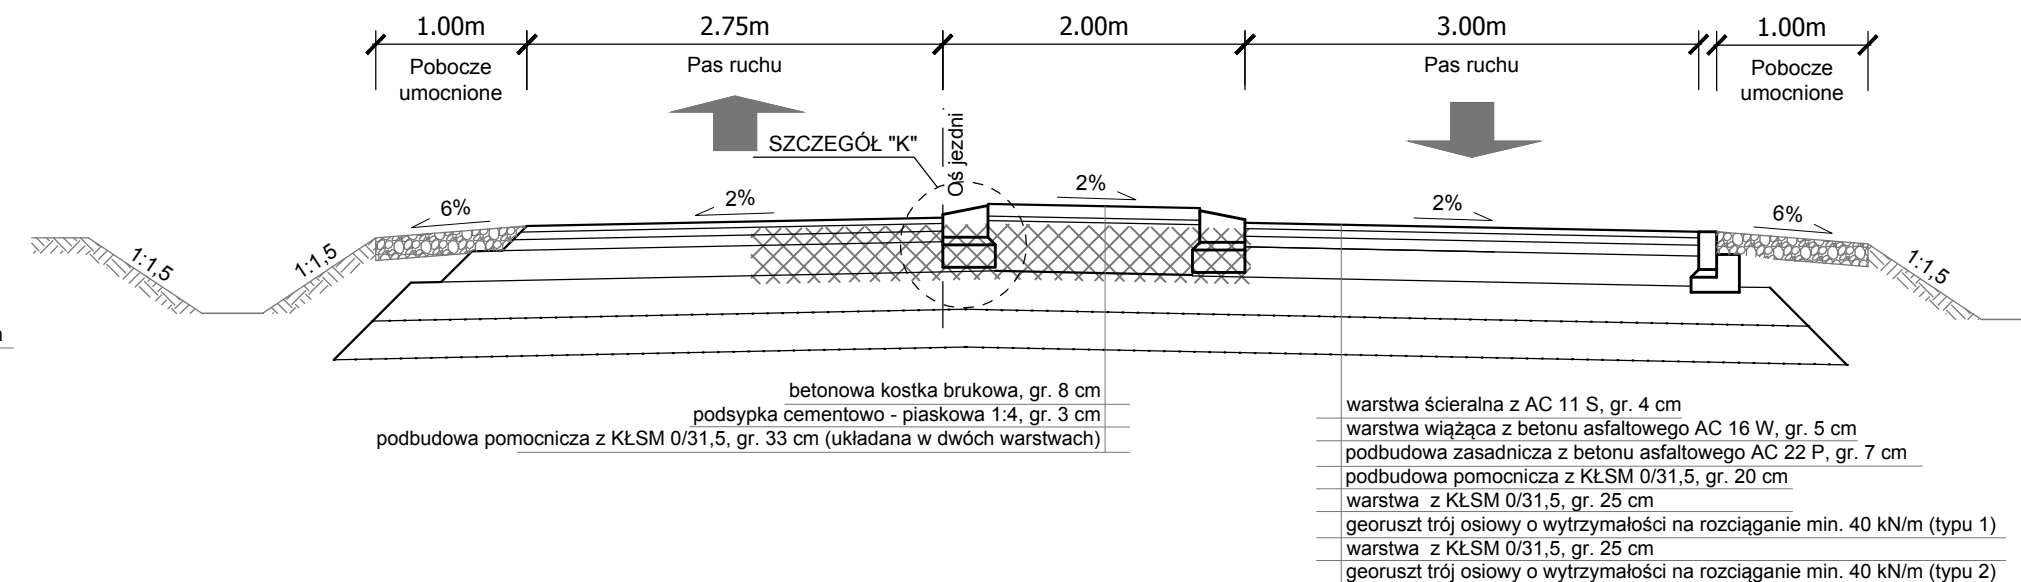 1.00m 2.75m 2.00m 3.00m 1.00m
Pobocze
umocnione
Pas ruchu
Pas ruchu
Pobocze
umocnione
SZCZEGÓŁ "K"
Oś jezdni
6% 2% 2% 2% 6%
1:1,5 1:1,5 1:1,5
betonowa kostka brukowa, gr. 8 cm
podsypka cementowo - piaskowa 1:4, gr. 3 cm
podbudowa pomocnicza z KŁSM 0/31,5, gr. 33 cm (układana w dwóch warstwach)
warstwa ścieralna z AC 11 S, gr. 4 cm
warstwa wiążąca z betonu asfaltowego AC 16 W, gr. 5 cm
podbudowa zasadnicza z betonu asfaltowego AC 22 P, gr. 7 cm
podbudowa pomocnicza z KŁSM 0/31,5, gr. 20 cm
warstwa z KŁSM 0/31,5, gr. 25 cm
georuszt trój osiowy o wytrzymałości na rozciąganie min. 40 kN/m (typu 1)
warstwa z KŁSM 0/31,5, gr. 25 cm
georuszt trój osiowy o wytrzymałości na rozciąganie min. 40 kN/m (typu 2)